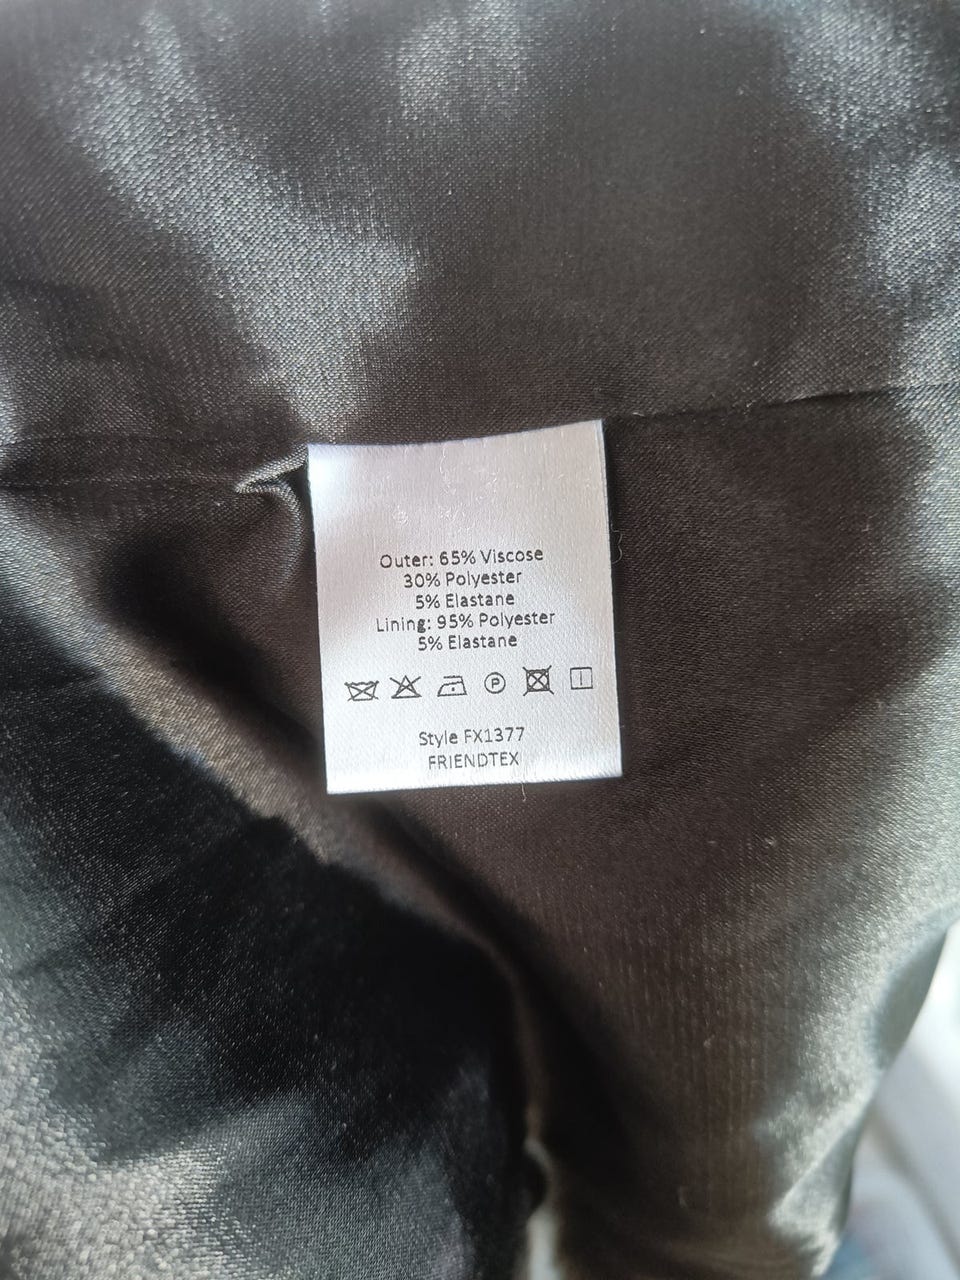 Outer: 65% Viscose
30% Polyester
5% Elastane
Lining: 95% Polyester
5% Elastane
P
Style FX1377
FRIENDTEX